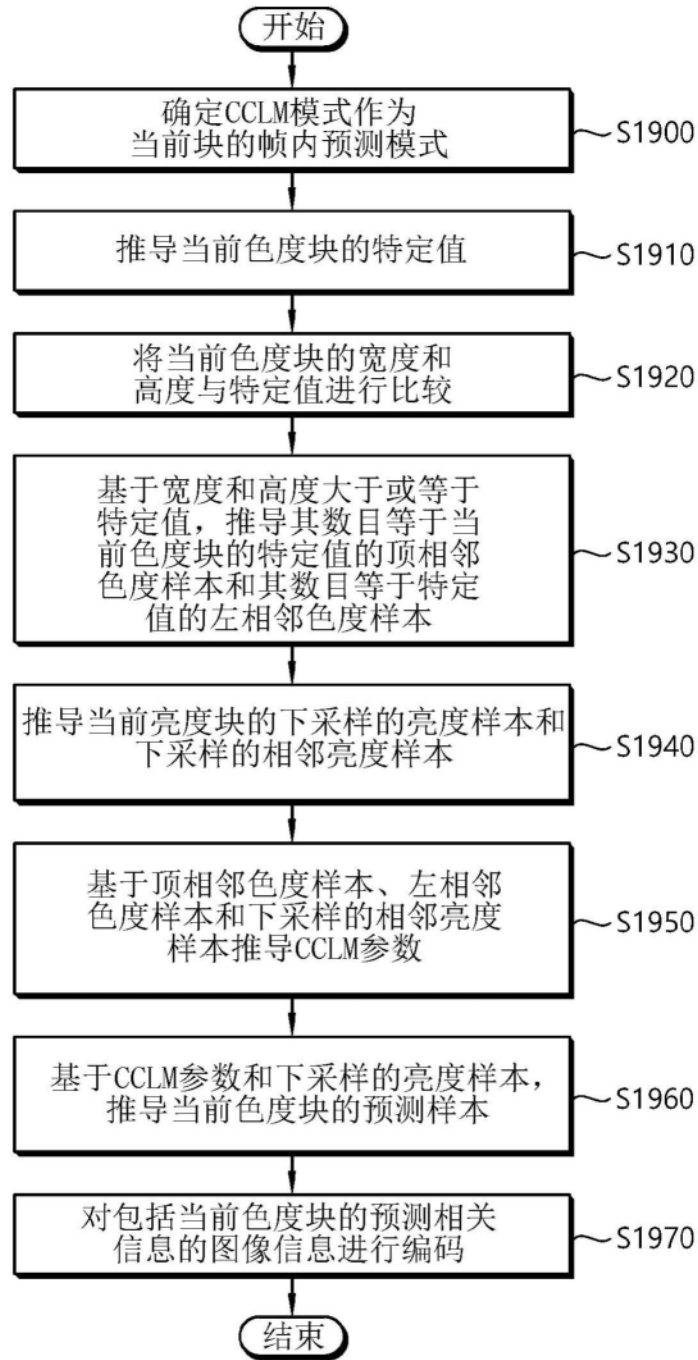 开始
确定CCLM模式作为
当前块的帧内预测模式
S1900
推导当前色度块的特定值
S1910
将当前色度块的宽度和
高度与特定值进行比较
S1920
基于宽度和高度大于或等于
特定值，推导其数目等于当
前色度块的特定值的顶相邻
色度样本和其数目等于特定
值的左相邻色度样本
S1930
推导当前亮度块的下采样的亮度样本和
下采样的相邻亮度样本
S1940
基于顶相邻色度样本、左相邻
色度样本和下采样的相邻亮度
样本推导CCLM参数
S1950
基于CCLM参数和下采样的亮度样本，
推导当前色度块的预测样本
S1960
对包括当前色度块的预测相关
信息的图像信息进行编码
S1970
结束